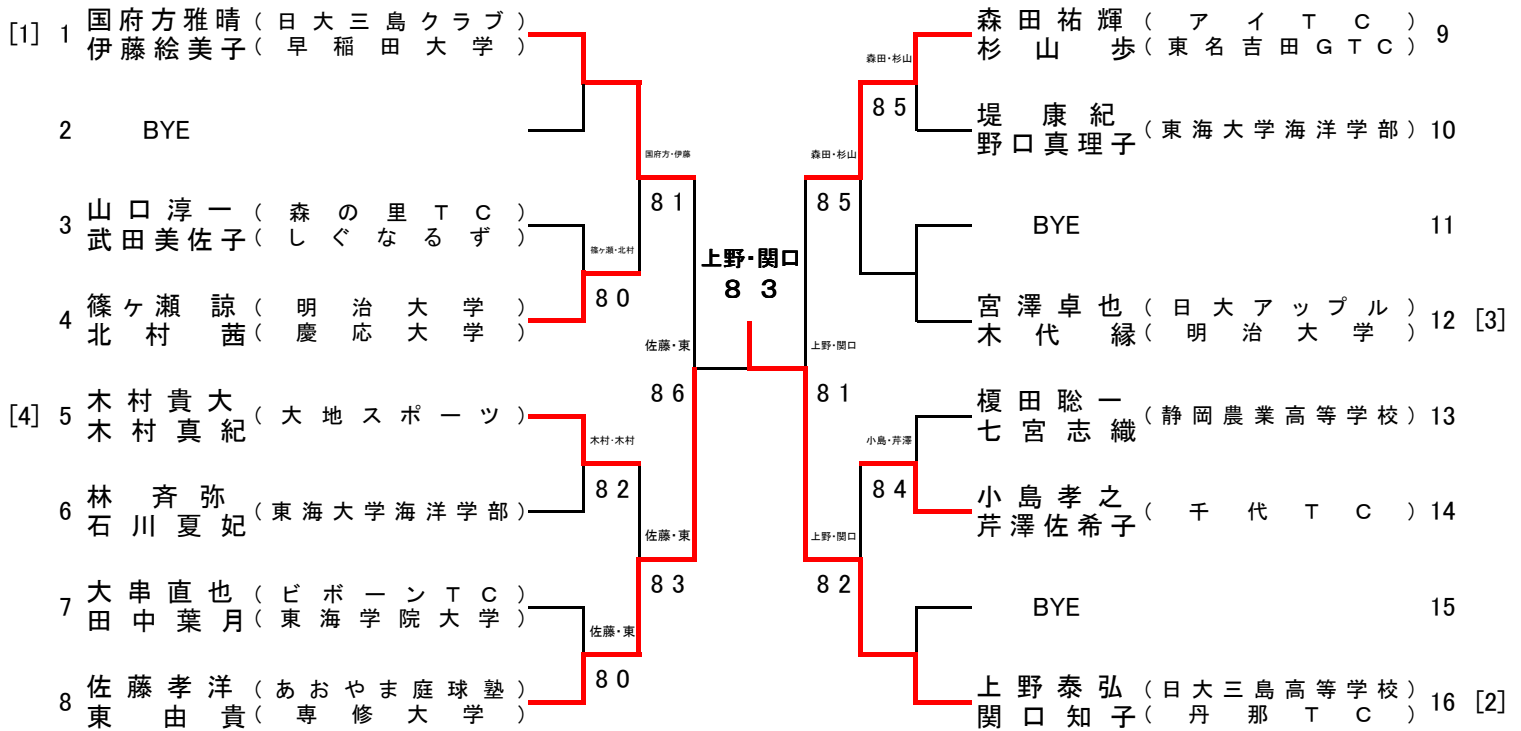 [1] 1 国府方雅晴 (日大三島クラブ)
伊藤絵美子 (早稲田大学)
2 BYE
国府方・伊藤
81
3 山口淳一 (森の里TC)
武田美佐子 (しぐなるず)
篠ヶ瀬・北村
80
4 篠ヶ瀬諒 (明治大学)
北村茜 (慶応大学)
佐藤・東
86
[4] 5 木村貴大
木村真紀 (大地スポーツ)
木村・木村
82
6 林斉弥
石川夏妃 (東海大学海洋学部)
佐藤・東
83
7 大串直也 (ビボーンTC)
田中葉月 (東海学院大学)
佐藤・東
80
8 佐藤孝洋 (あおやま庭球塾)
東由貴 (専修大学)
上野・関口
83
森田祐輝 (アイTC) 9
杉山歩 (東名吉田GTC)
森田・杉山
85
堤康紀
野口真理子 (東海大学海洋学部) 10
森田・杉山
85
BYE 11
宮澤卓也 (日大アップル) 12 [3]
木代縁 (明治大学)
上野・関口
81
榎田聡一
七宮志織 (静岡農業高等学校) 13
小島・芹澤
84
小島孝之
芹澤佐希子 (千代TC) 14
上野・関口
82
BYE 15
上野泰弘 (日大三島高等学校) 16 [2]
関口知子 (丹那TC)